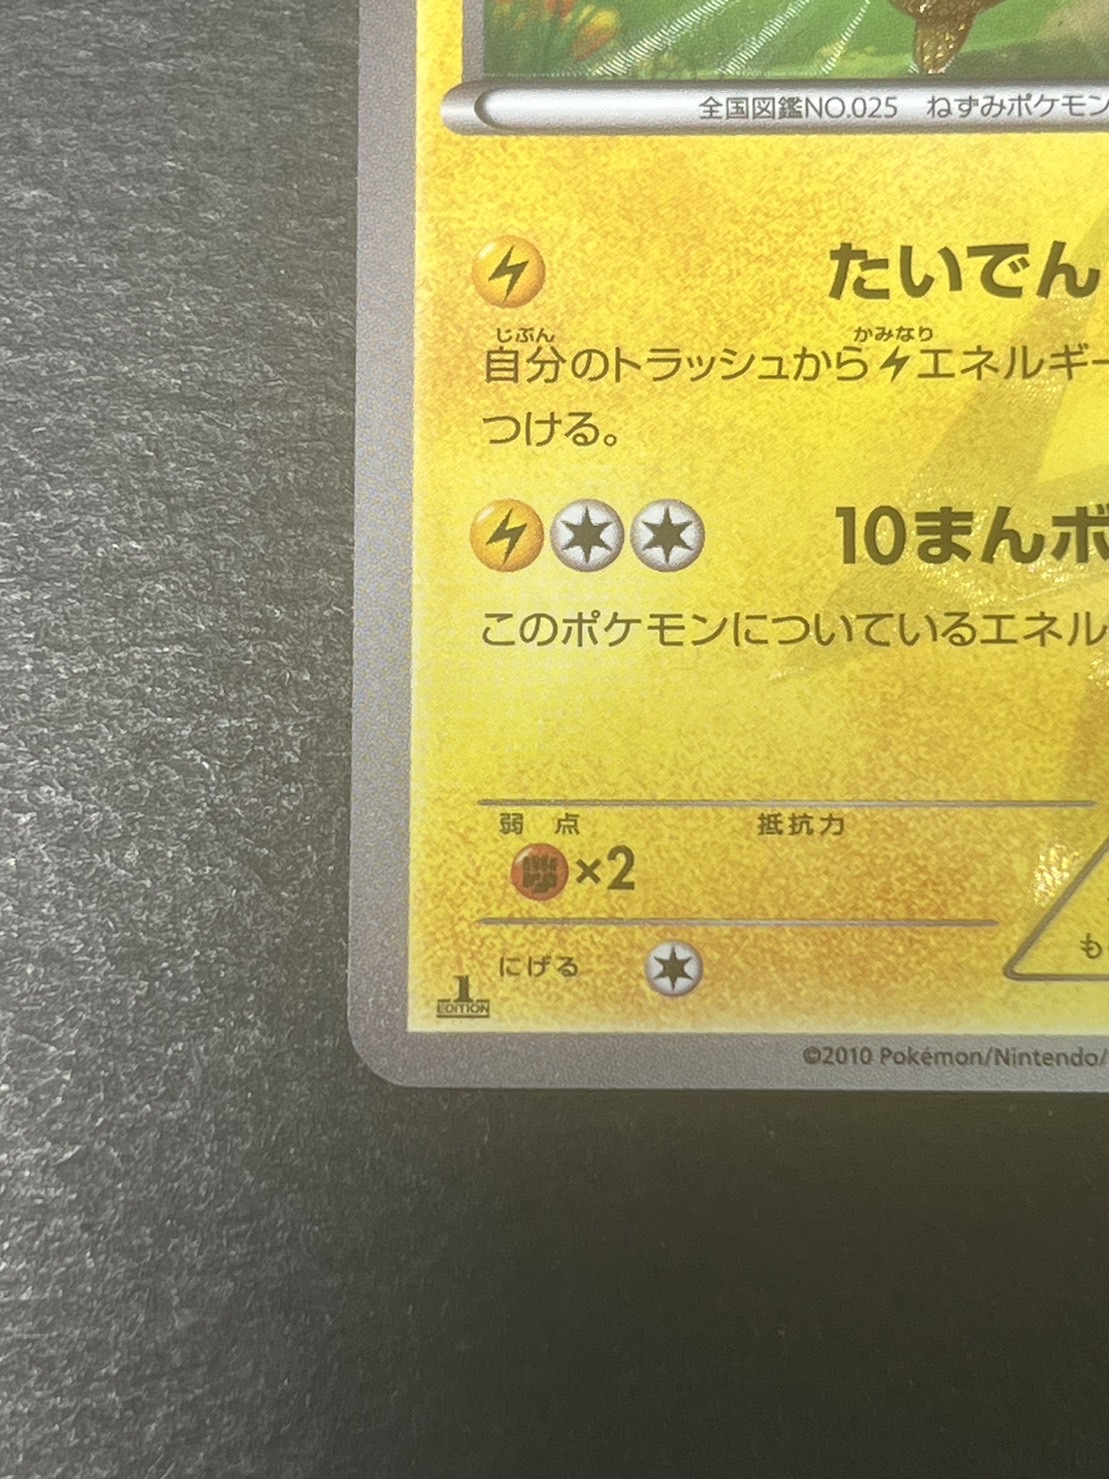 全国図鑑NO.025 ねずみポケモン
たいでん
じぶん かみなり
自分のトラッシュからエネルギー
つける。
10まんボ
このポケモンについているエネル
弱点 抵抗力
×2
にげる
も
1
EDITION
©2010 Pokémon/Nintendo/